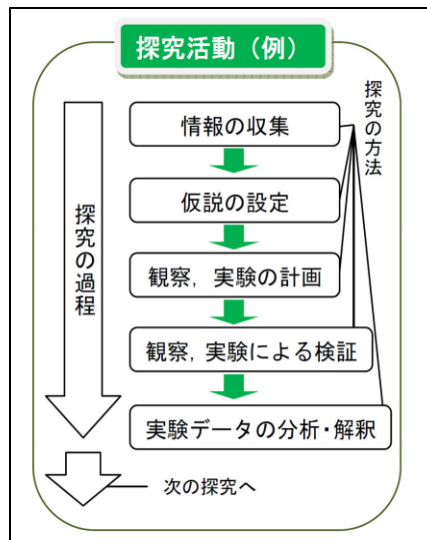 探究活動（例）
探究の方法
情報の収集
仮説の設定
探究の過程
観察，実験の計画
観察，実験による検証
実験データの分析・解釈
次の探究へ